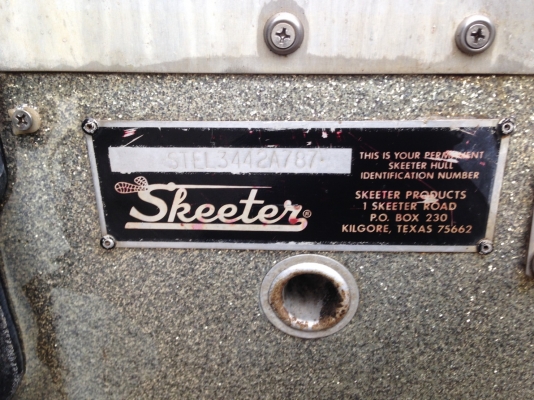 STEL3442A787
Skeeter®
THIS IS YOUR PERMANENT
SKEETER HULL
IDENTIFICATION NUMBER
SKEETER PRODUCTS
1 SKEETER ROAD
P.O. BOX 230
KILGORE, TEXAS 75662